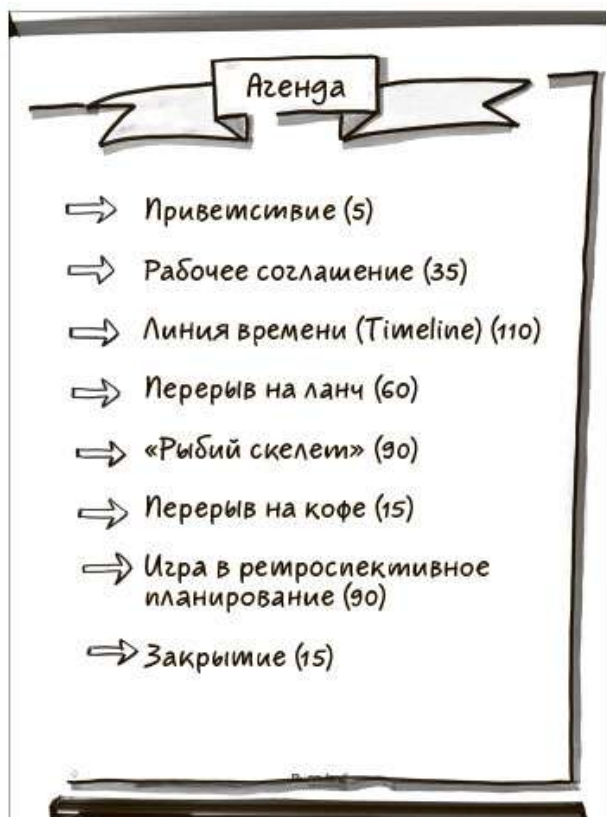 Агенда
Приветствие (5)
Рабочее соглашение (35)
Линия времени (Timeline) (110)
Перерыв на ланч (60)
«Рыбий скелет» (90)
Перерыв на кофе (15)
Игра в ретроспективное
планирование (90)
Закрытие (15)